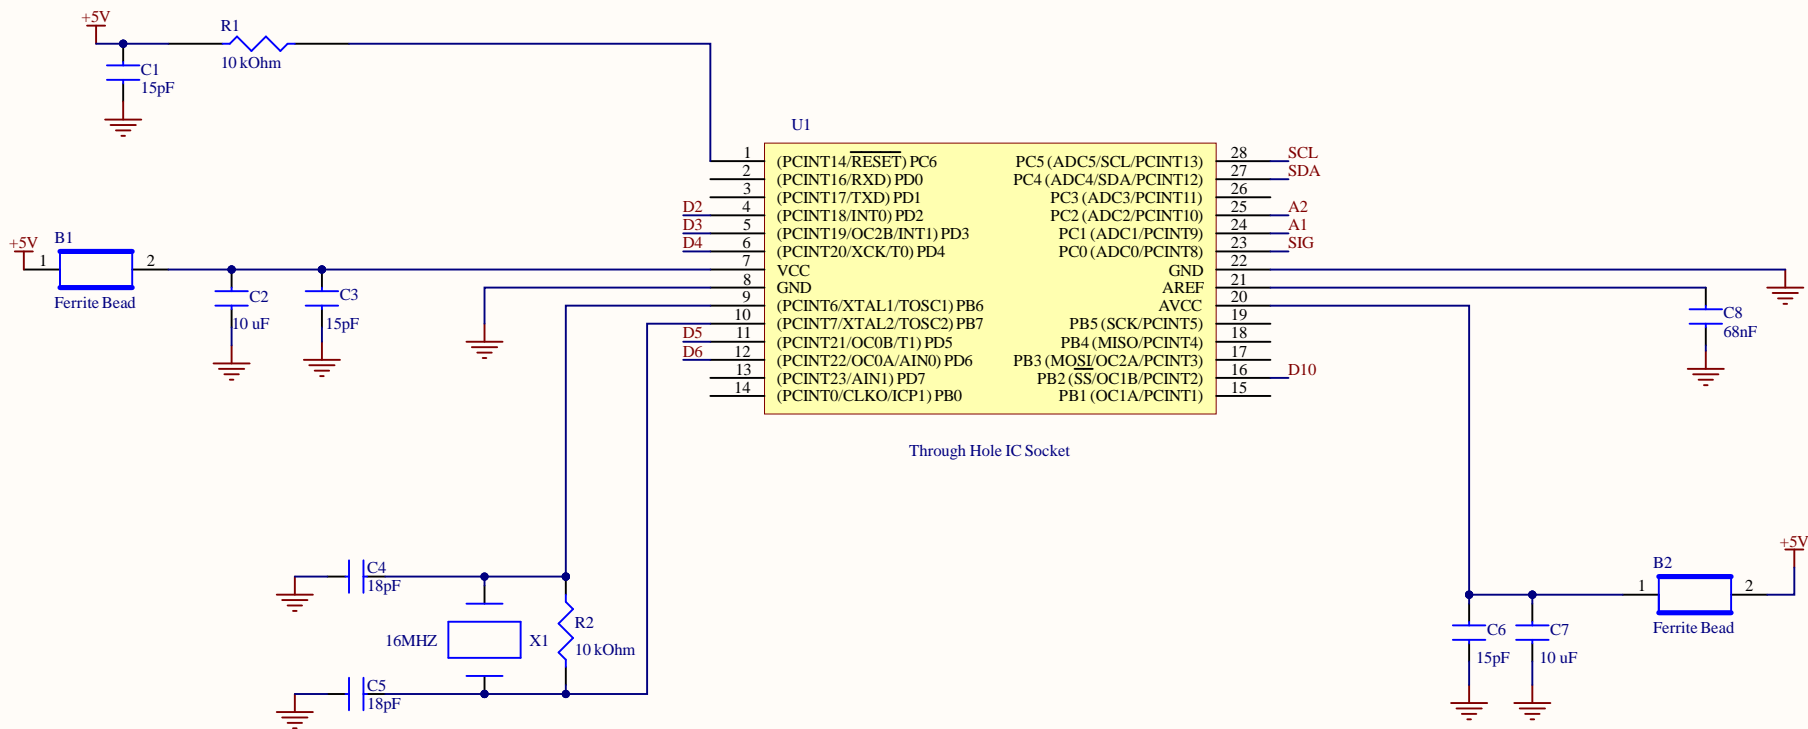 +5V
R1
10 kOhm
C1
15pF
U1
1 (PCINT14/RESET) PC6
2 (PCINT16/RXD) PD0
3 (PCINT17/TXD) PD1
D2 4 (PCINT18/INT0) PD2
D3 5 (PCINT19/OC2B/INT1) PD3
D4 6 (PCINT20/XCK/T0) PD4
7 VCC
8 GND
9 (PCINT6/XTAL1/TOSC1) PB6
10 (PCINT7/XTAL2/TOSC2) PB7
D5 11 (PCINT21/OC0B/T1) PD5
D6 12 (PCINT22/OC0A/AIN0) PD6
13 (PCINT23/AIN1) PD7
14 (PCINT0/CLKO/ICP1) PB0
PC5 (ADC5/SCL/PCINT13) 28 SCL
PC4 (ADC4/SDA/PCINT12) 27 SDA
PC3 (ADC3/PCINT11) 26
PC2 (ADC2/PCINT10) 25 A2
PC1 (ADC1/PCINT9) 24 A1
PC0 (ADC0/PCINT8) 23 SIG
GND 22
AREF 21
AVCC 20
PB5 (SCK/PCINT5) 19
PB4 (MISO/PCINT4) 18
PB3 (MOSI/OC2A/PCINT3) 17
PB2 (SS/OC1B/PCINT2) 16 D10
PB1 (OC1A/PCINT1) 15
Through Hole IC Socket
+5V
B1
1 2
Ferrite Bead
C2
10 uF
C3
15pF
C8
68nF
C4
18pF
16MHZ X1
R2
10 kOhm
C5
18pF
+5V
B2
1 2
Ferrite Bead
C6
15pF
C7
10 uF